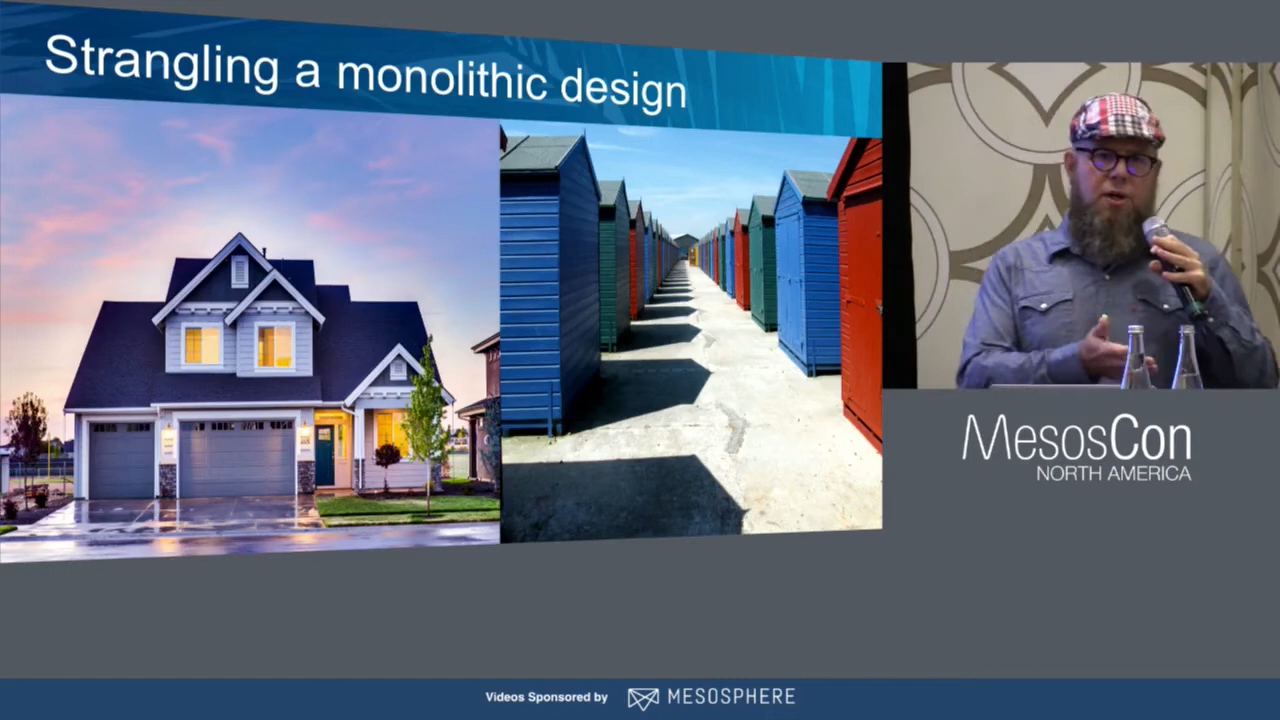 Strangling a monolithic design
MesosCon
NORTH AMERICA
Videos Sponsored by MESOSPHERE